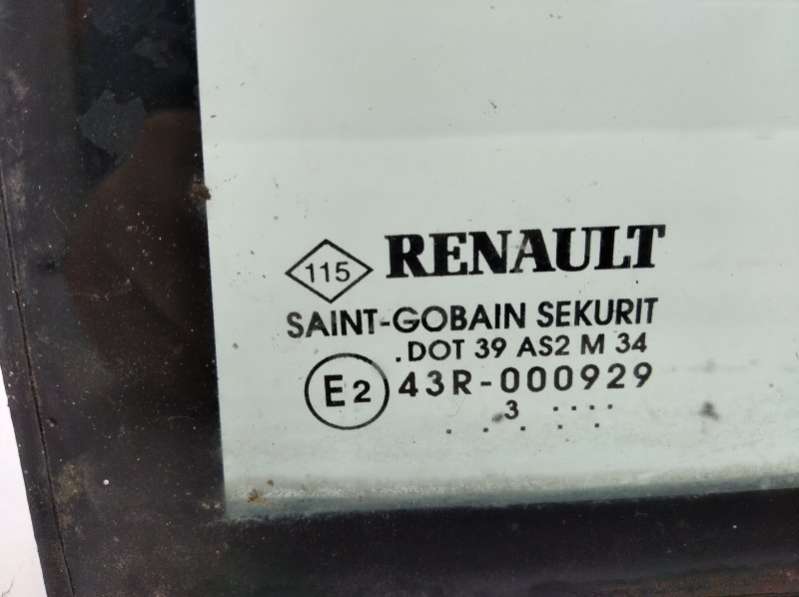 115 RENAULT
SAINT-GOBAIN SEKURIT
.DOT 39 AS2 M 34
E2 43R-000929
3 ....
. . . ...